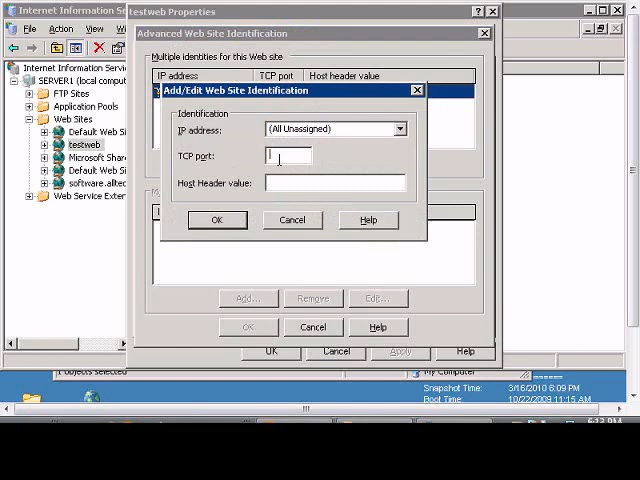 Internet Information Se
testweb Properties
File Action View
Advanced Web Site Identification
Multiple identities for this Web site
IP address TCP port Host header value
Add/Edit Web Site Identification
Identification
IP address: (All Unassigned)
TCP port:
Host Header value:
OK Cancel Help
Internet Information Serv
SERVER1 (local comput
FTP Sites
Application Pools
Web Sites
Default Web Si
testweb
Microsoft Shar
Default Web Si
software.alltec
Web Service Exten
Add... Remove Edit...
OK Cancel Help
OK Cancel Apply Help
1 objects selected
My Computer
Snapshot Time: 3/16/2010 6:09 PM
Boot Time: 10/22/2009 11:15 AM